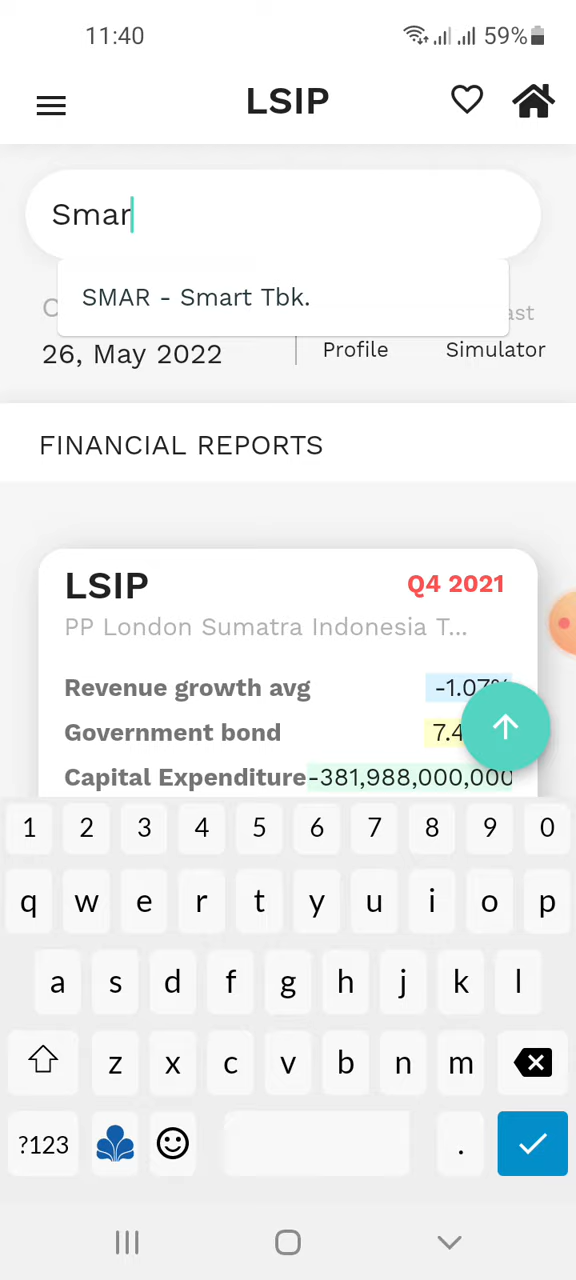 11:40
59%
LSIP
Smar
SMAR - Smart Tbk.
26, May 2022
Profile
Simulator
FINANCIAL REPORTS
LSIP
Q4 2021
PP London Sumatra Indonesia T...
Revenue growth avg
-1.07%
Government bond
7.4
Capital Expenditure
-381,988,000,000
1 2 3 4 5 6 7 8 9 0
q w e r t y u i o p
a s d f g h j k l
z x c v b n m
?123 .